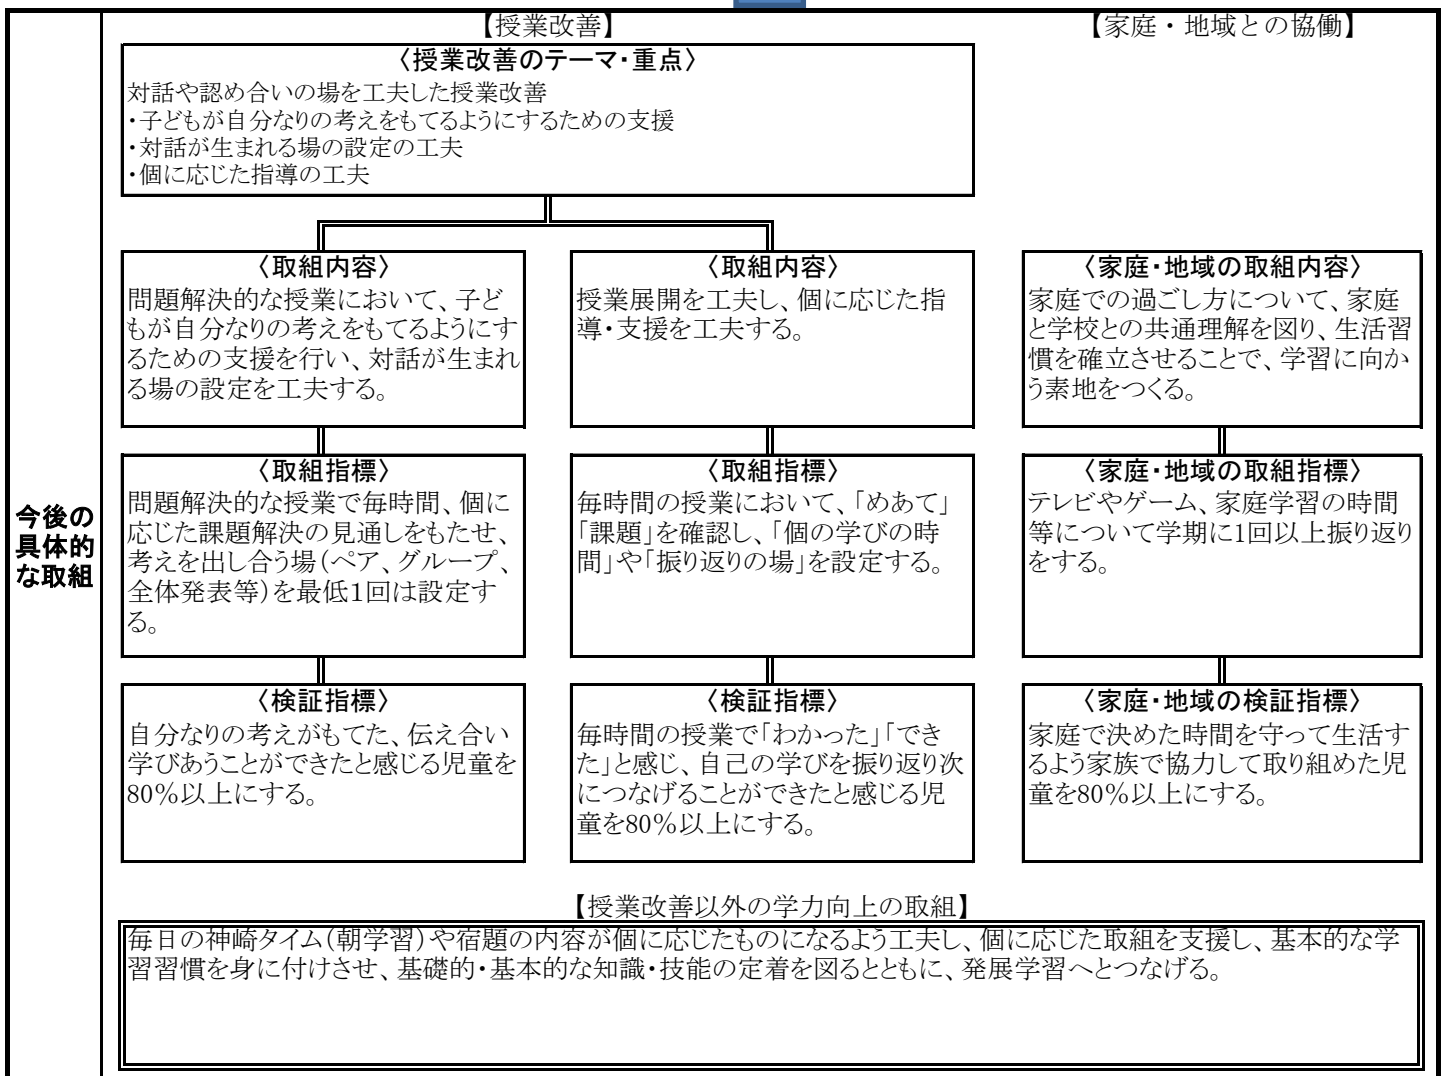 【授業改善】
【家庭・地域との協働】
〈授業改善のテーマ・重点〉
対話や認め合いの場を工夫した授業改善
・子どもが自分なりの考えをもてるようにするための支援
・対話が生まれる場の設定の工夫
・個に応じた指導の工夫
今後の
具体的
な取組
〈取組内容〉
問題解決的な授業において、子ど
もが自分なりの考えをもてるようにす
るための支援を行い、対話が生まれ
る場の設定を工夫する。
〈取組内容〉
授業展開を工夫し、個に応じた指
導・支援を工夫する。
〈家庭・地域の取組内容〉
家庭での過ごし方について、家庭
と学校との共通理解を図り、生活習
慣を確立させることで、学習に向か
う素地をつくる。
〈取組指標〉
問題解決的な授業で毎時間、個に
応じた課題解決の見通しをもたせ、
考えを出し合う場(ペア、グループ、
全体発表等)を最低1回は設定す
る。
〈取組指標〉
毎時間の授業において、「めあて」
「課題」を確認し、「個の学びの時
間」や「振り返りの場」を設定する。
〈家庭・地域の取組指標〉
テレビやゲーム、家庭学習の時間
等について学期に1回以上振り返り
をする。
〈検証指標〉
自分なりの考えがもてた、伝え合い
学びあうことができたと感じる児童を
80%以上にする。
〈検証指標〉
毎時間の授業で「わかった」「でき
た」と感じ、自己の学びを振り返り次
につなげることができたと感じる児
童を80%以上にする。
〈家庭・地域の検証指標〉
家庭で決めた時間を守って生活す
るよう家族で協力して取り組めた児
童を80%以上にする。
【授業改善以外の学力向上の取組】
毎日の神崎タイム(朝学習)や宿題の内容が個に応じたものになるよう工夫し、個に応じた取組を支援し、基本的な学
習習慣を身に付けさせ、基礎的・基本的な知識・技能の定着を図るとともに、発展学習へとつなげる。